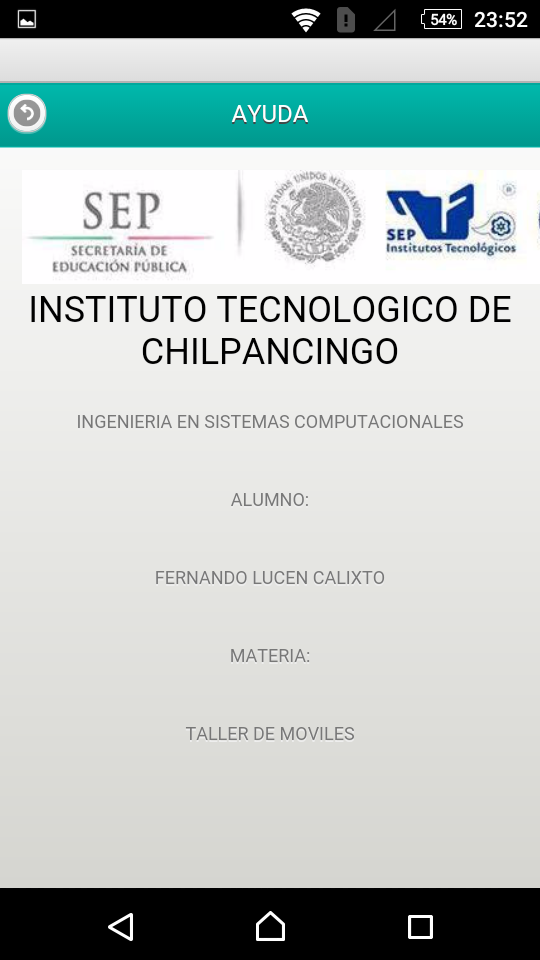 54% 23:52
AYUDA
SEP
SECRETARÍA DE
EDUCACIÓN PÚBLICA
ESTADOS UNIDOS MEXICANOS
SEP
Institutos Tecnológicos
INSTITUTO TECNOLOGICO DE
CHILPANCINGO
INGENIERIA EN SISTEMAS COMPUTACIONALES
ALUMNO:
FERNANDO LUCEN CALIXTO
MATERIA:
TALLER DE MOVILES